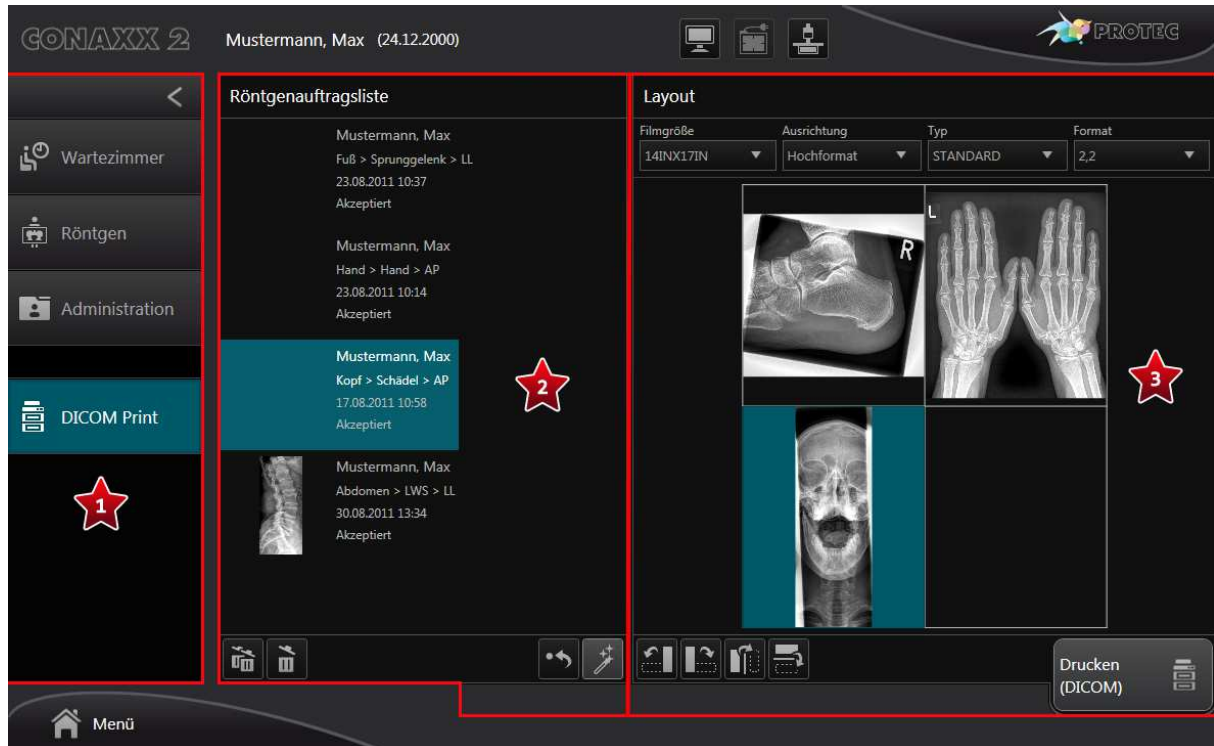 CONAXX 2
Mustermann, Max (24.12.2000)
PROTEC
Wartezimmer
Röntgen
Administration
DICOM Print
1
Röntgenauftragsliste
Mustermann, Max
Fuß > Sprunggelenk > LL
23.08.2011 10:37
Akzeptiert
Mustermann, Max
Hand > Hand > AP
23.08.2011 10:14
Akzeptiert
Mustermann, Max
Kopf > Schädel > AP
17.08.2011 10:58
Akzeptiert
2
Mustermann, Max
Abdomen > LWS > LL
30.08.2011 13:34
Akzeptiert
Layout
Filmgröße Ausrichtung Typ Format
14INX17IN Hochformat STANDARD 2,2
R
L
3
Drucken
(DICOM)
Menü